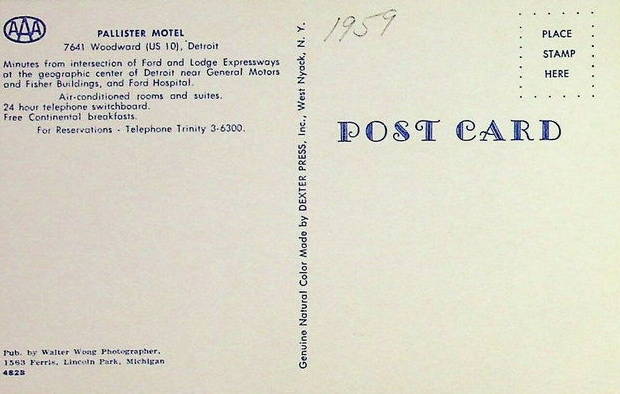 AAA
PALLISTER MOTEL
7641 Woodward (US 10), Detroit
Minutes from intersection of Ford and Lodge Expressways
at the geographic center of Detroit near General Motors
and Fisher Buildings, and Ford Hospital.
Air-conditioned rooms and suites.
24 hour telephone switchboard.
Free Continental breakfasts.
For Reservations - Telephone Trinity 3-6300.
Pub. by Walter Wong Photographer,
1563 Ferris, Lincoln Park, Michigan
4828
Genuine Natural Color Made by DEXTER PRESS, Inc., West Nyack, N. Y.
1959
PLACE
STAMP
HERE
POST CARD